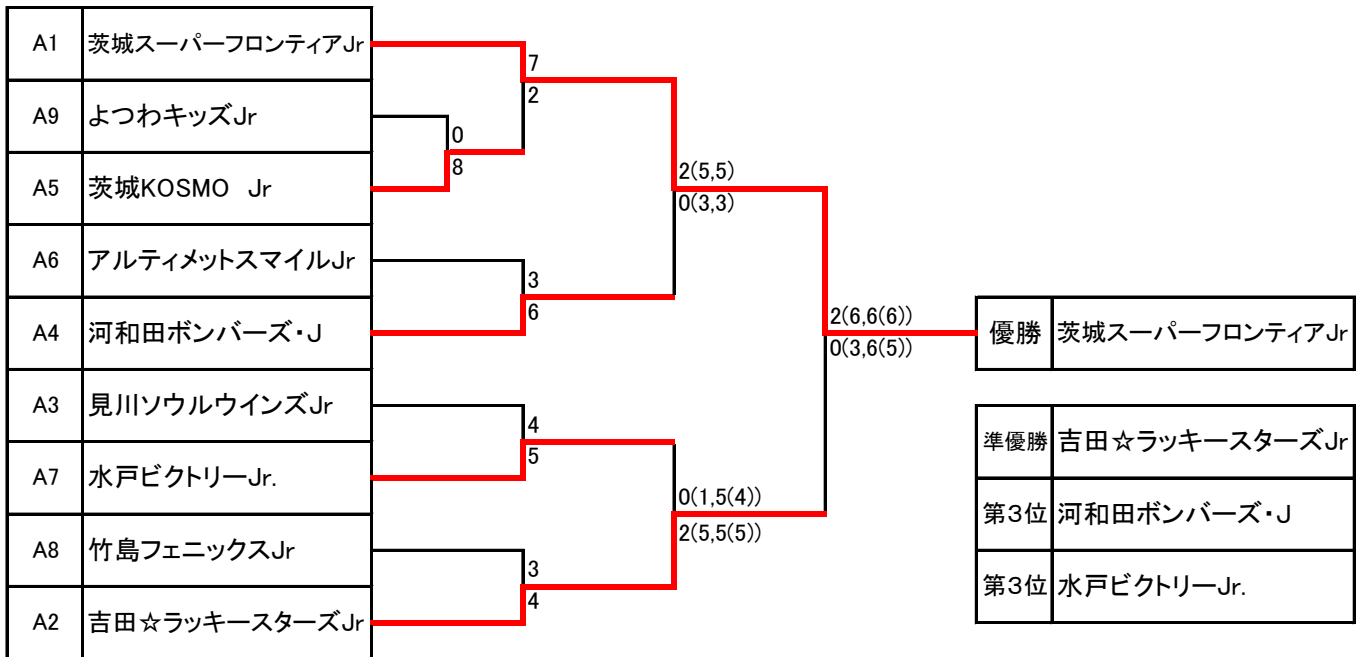 A1 茨城スーパーフロンティアJr
A9 よつわキッズJr
A5 茨城KOSMO　Jr
A6 アルティメットスマイルJr
A4 河和田ボンバーズ・J
A3 見川ソウルウインズJr
A7 水戸ビクトリーJr.
A8 竹島フェニックスJr
A2 吉田☆ラッキースターズJr
0
8
7
2
3
6
4
5
3
4
2(5,5)
0(3,3)
0(1,5(4))
2(5,5(5))
2(6,6(6))
0(3,6(5))
優勝 茨城スーパーフロンティアJr
準優勝 吉田☆ラッキースターズJr
第3位 河和田ボンバーズ・J
第3位 水戸ビクトリーJr.